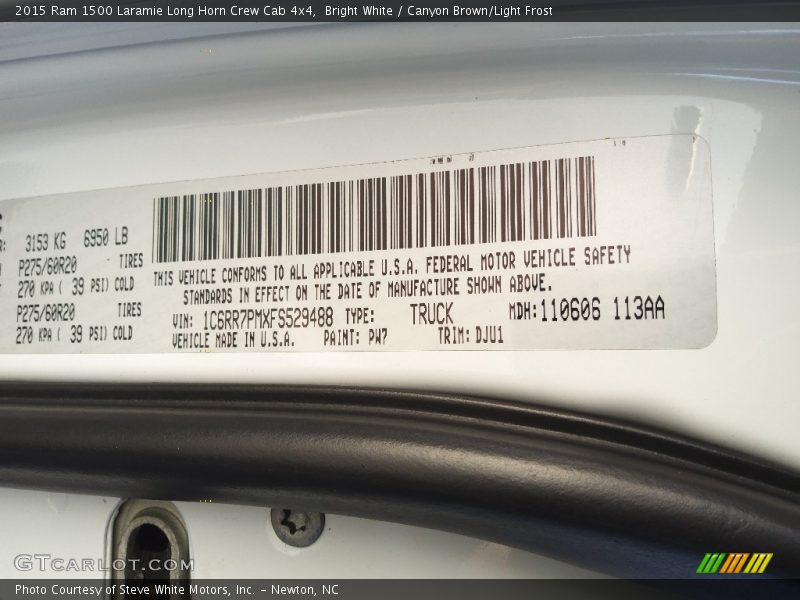 2015 Ram 1500 Laramie Long Horn Crew Cab 4x4,  Bright White / Canyon Brown/Light Frost
3153 KG 6950 LB
P275/60R20 TIRES
270 KPA ( 39 PSI) COLD
P275/60R20 TIRES
270 KPA ( 39 PSI) COLD
THIS VEHICLE CONFORMS TO ALL APPLICABLE U.S.A. FEDERAL MOTOR VEHICLE SAFETY
STANDARDS IN EFFECT ON THE DATE OF MANUFACTURE SHOWN ABOVE.
VIN: 1C6RR7PMXFS529488 TYPE: TRUCK MDH:110606 113AA
VEHICLE MADE IN U.S.A. PAINT: PW7 TRIM: DJU1
GTCarLot.com
Photo Courtesy of Steve White Motors, Inc. – Newton, NC